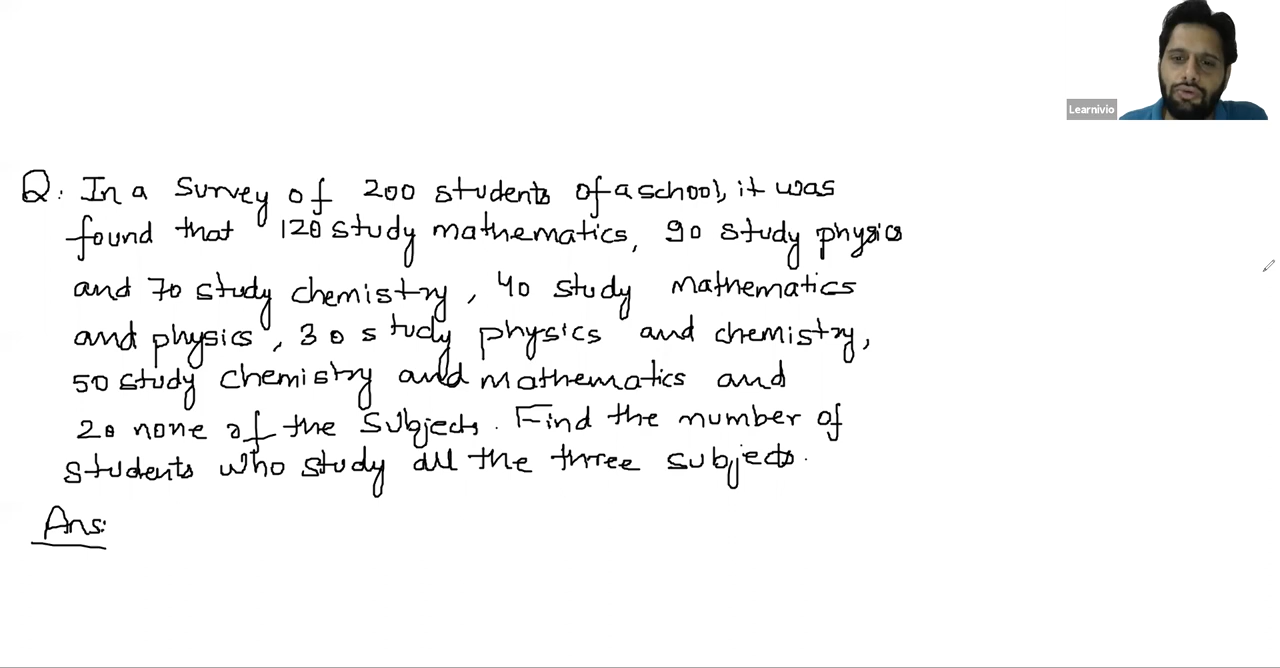 Learnivio
Q: In a survey of 200 students of a school, it was
found that 120 study mathematics, 90 study physics
and 70 study chemistry, 40 study mathematics
and physics, 30 study physics and chemistry,
50 study chemistry and mathematics and
20 none of the subjects. Find the number of
students who study all the three subjects.
Ans: